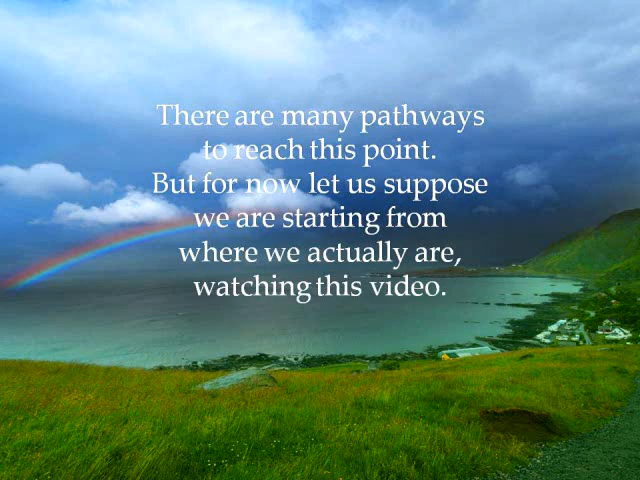 There are many pathways
to reach this point.
But for now let us suppose
we are starting from
where we actually are,
watching this video.